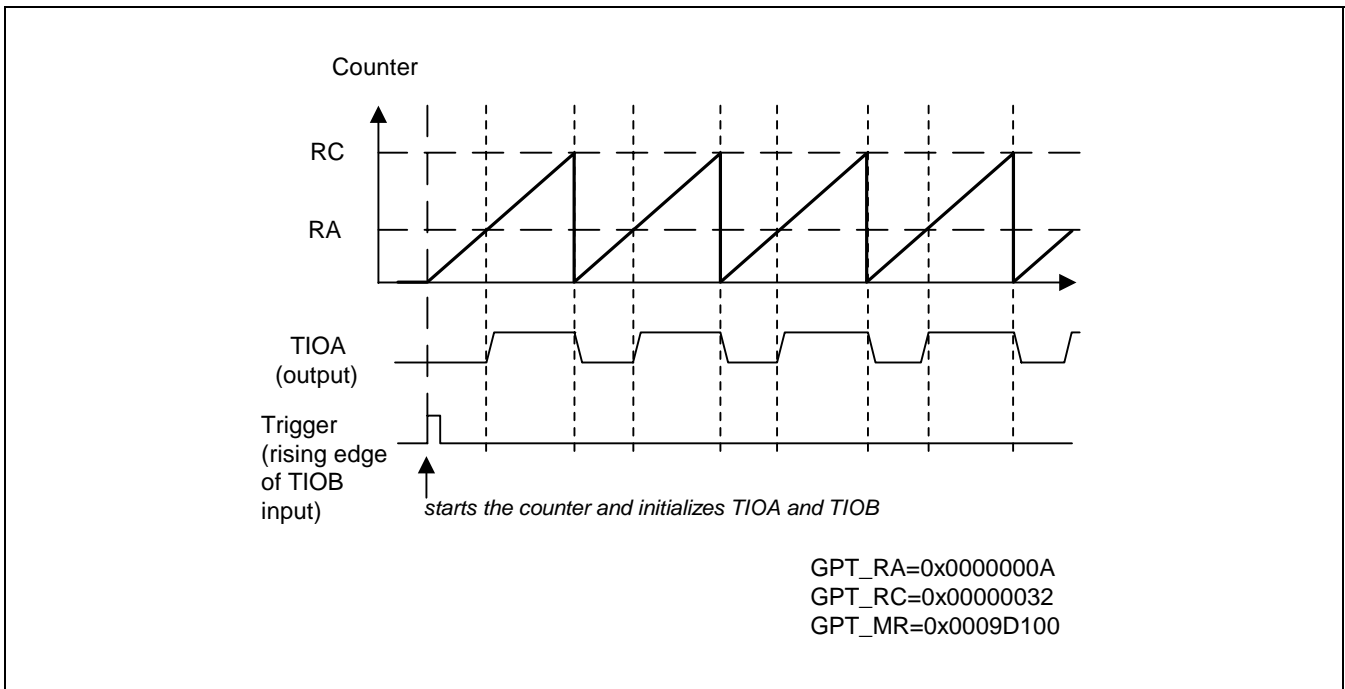 Counter
RC
RA
TIOA
(output)
Trigger
(rising edge
of TIOB
input)
starts the counter and initializes TIOA and TIOB
GPT_RA=0x0000000A
GPT_RC=0x00000032
GPT_MR=0x0009D100